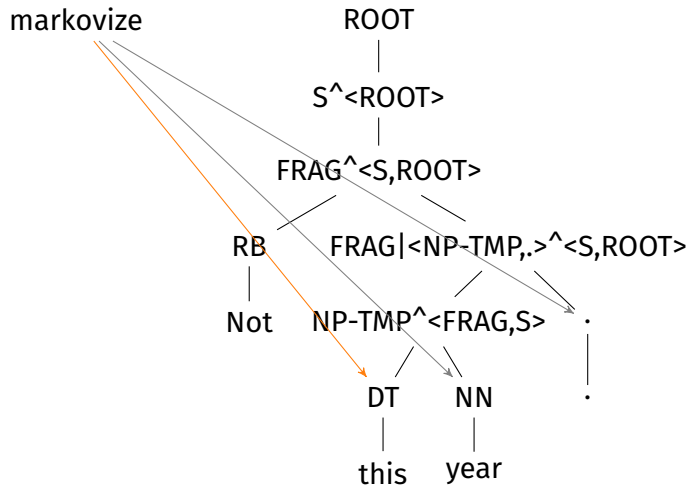 markovize ROOT
S^<ROOT>
FRAG^<S,ROOT>
RB FRAG|<NP-TMP,.>^<S,ROOT>
Not NP-TMP^<FRAG,S> .
DT NN .
this year